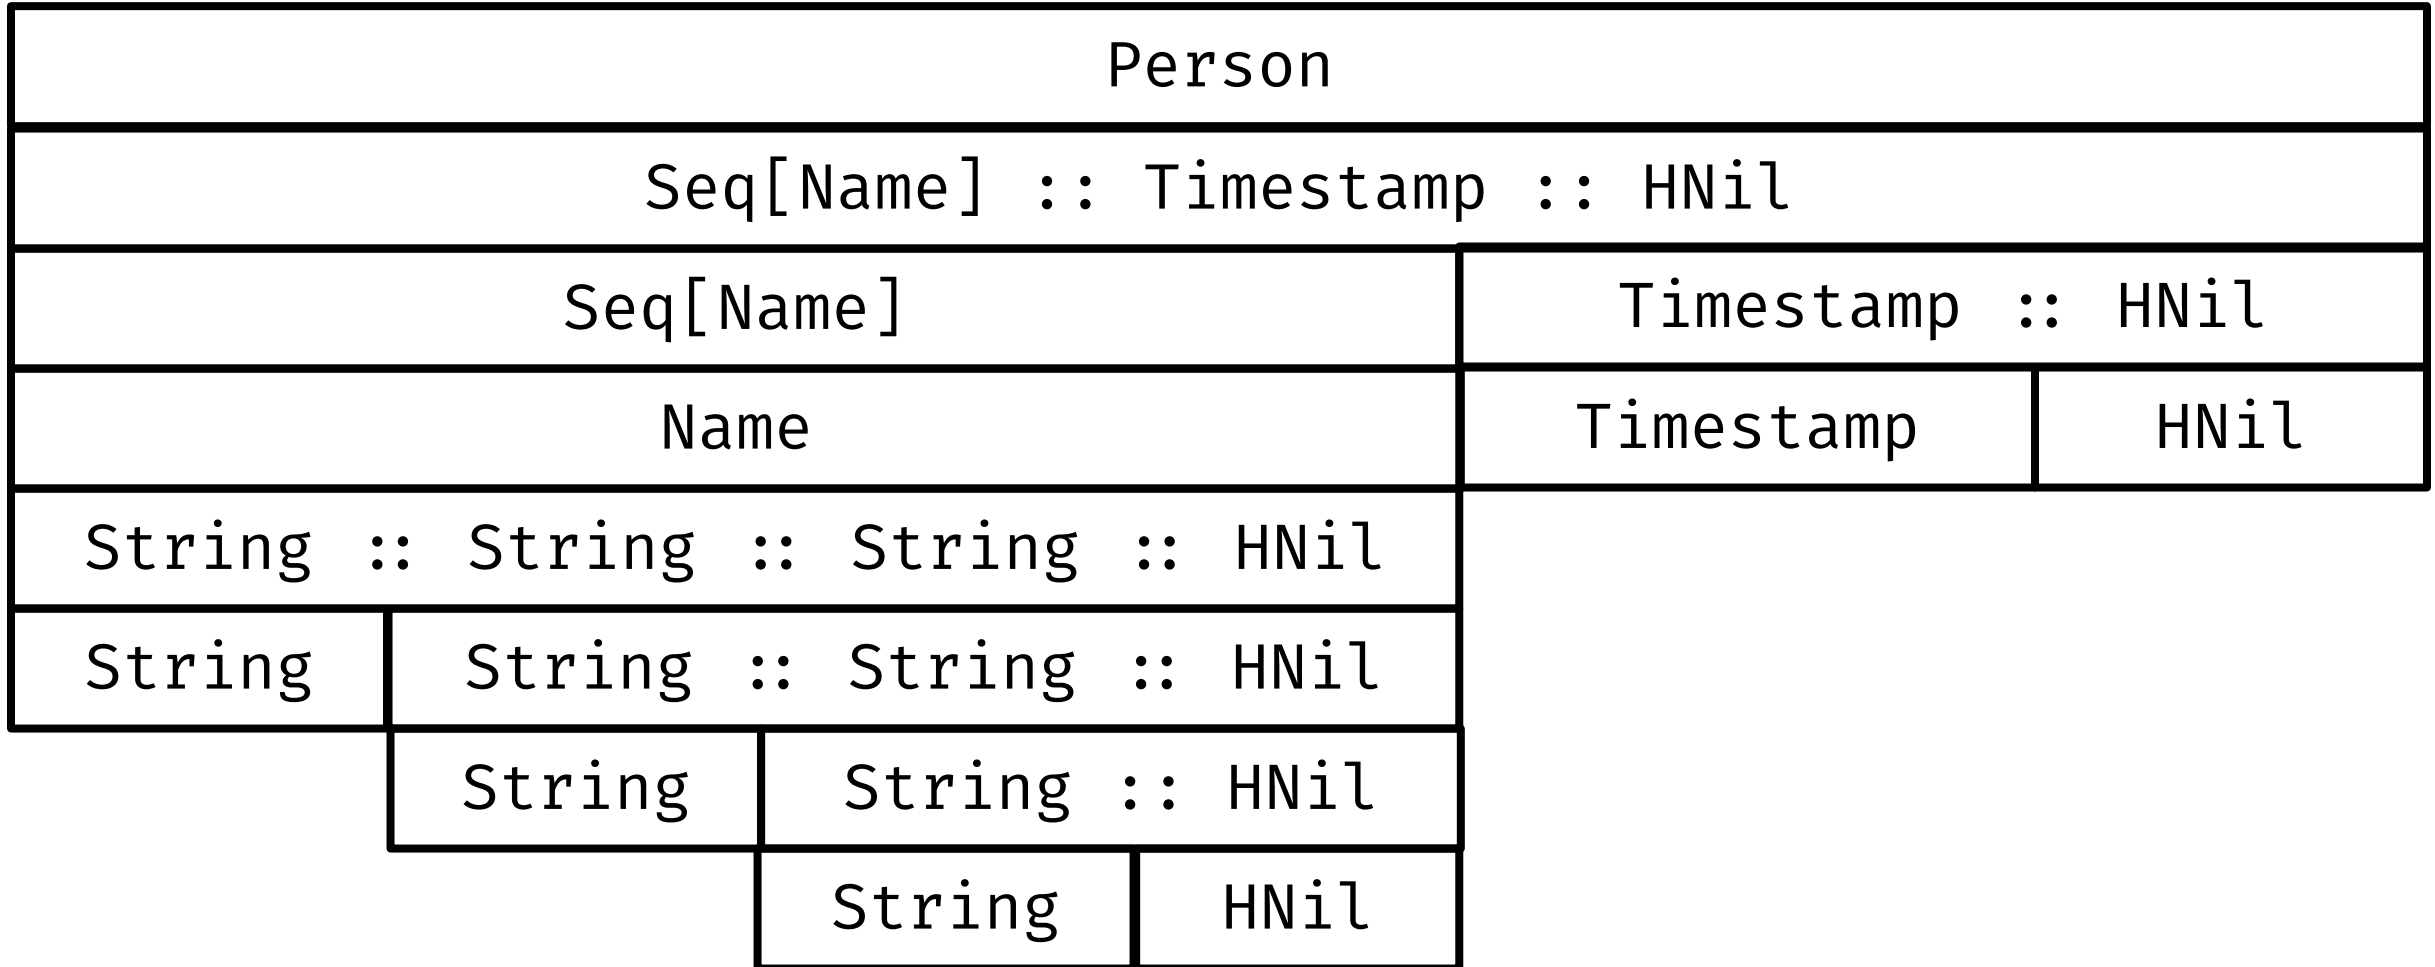 Person
Seq[Name] :: Timestamp :: HNil
Seq[Name] Timestamp :: HNil
Name Timestamp HNil
String :: String :: String :: HNil
String String :: String :: HNil
String String :: HNil
String HNil